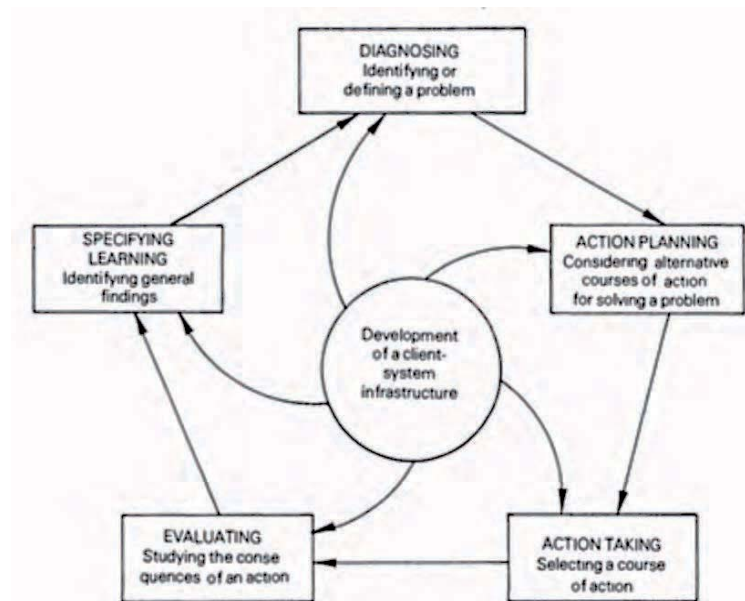 DIAGNOSING
Identifying or
defining a problem
SPECIFYING
LEARNING
Identifying general
findings
ACTION PLANNING
Considering alternative
courses of action
for solving a problem
Development
of a client-
system
infrastructure
EVALUATING
Studying the conse
quences of an action
ACTION TAKING
Selecting a course
of action